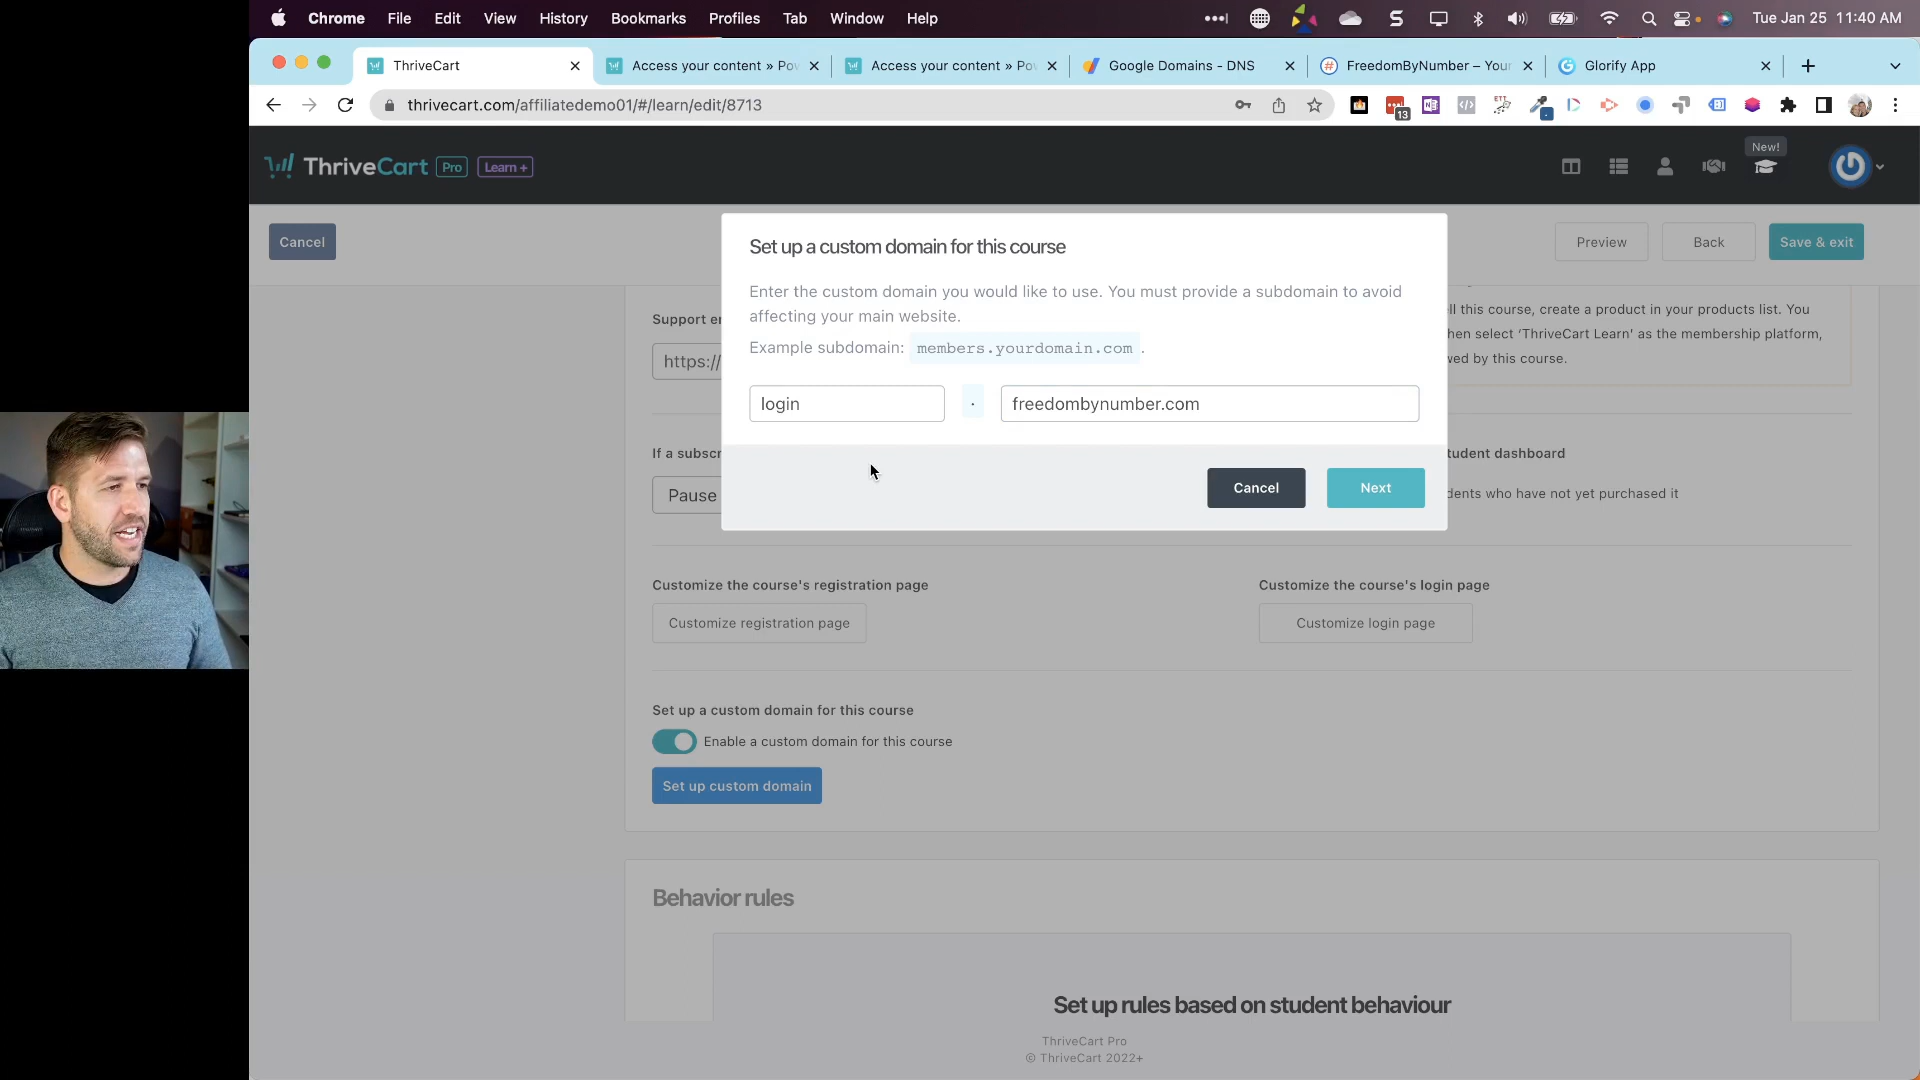 Chrome File Edit View History Bookmarks Profiles Tab Window Help
Tue Jan 25 11:40 AM
ThriveCart
Access your content » Po
Access your content » Po
Google Domains - DNS
FreedomByNumber – Your
Glorify App
thrivecart.com/affiliatedemo01/#/learn/edit/8713
13
ThriveCart Pro Learn +
New!
Cancel
Preview
Back
Save & exit
Set up a custom domain for this course
Enter the custom domain you would like to use. You must provide a subdomain to avoid
affecting your main website.
Example subdomain: members.yourdomain.com .
login . freedombynumber.com
Cancel
Next
Support
https://
ll this course, create a product in your products list. You
hen select ‘ThriveCart Learn’ as the membership platform,
wed by this course.
If a subscr
Pause
tudent dashboard
dents who have not yet purchased it
Customize the course's registration page
Customize registration page
Customize the course's login page
Customize login page
Set up a custom domain for this course
Enable a custom domain for this course
Set up custom domain
Behavior rules
Set up rules based on student behaviour
ThriveCart Pro
© ThriveCart 2022+